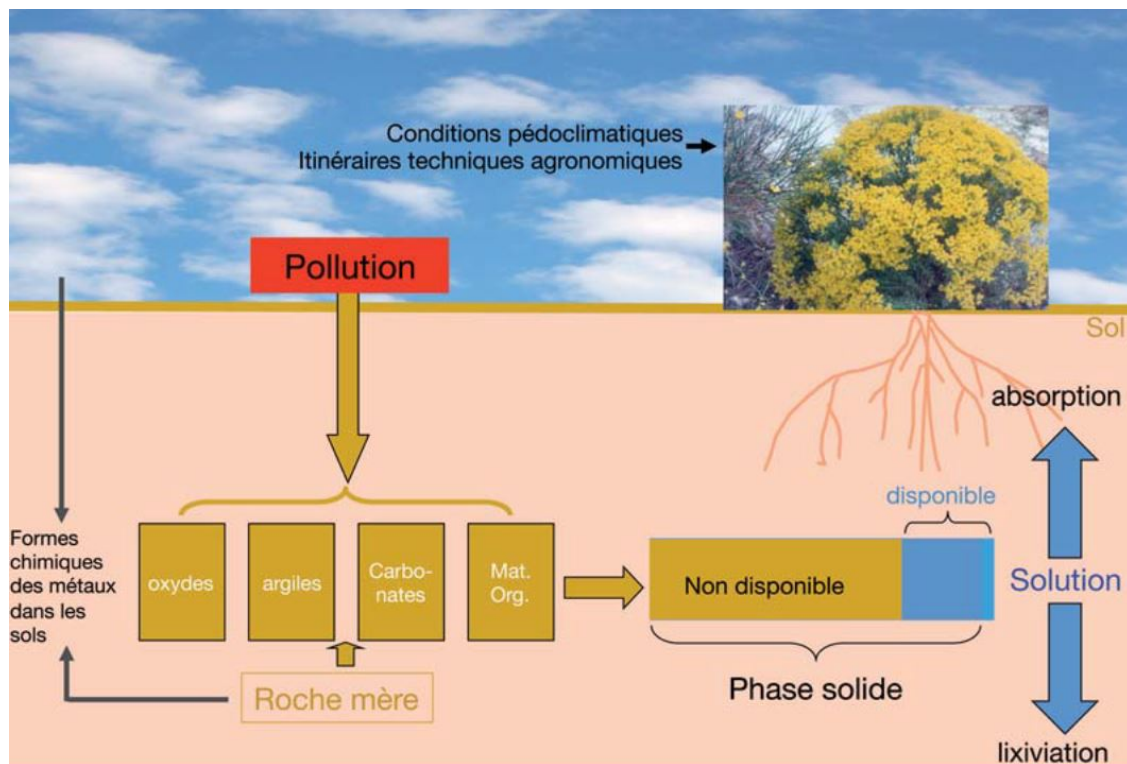 Conditions pédoclimatiques
Itinéraires techniques agronomiques
Pollution
Sol
absorption
disponible
Formes
chimiques
des métaux
dans les
sols
oxydes
argiles
Carbo-
nates
Mat.
Org.
Non disponible
Solution
Phase solide
Roche mère
lixiviation